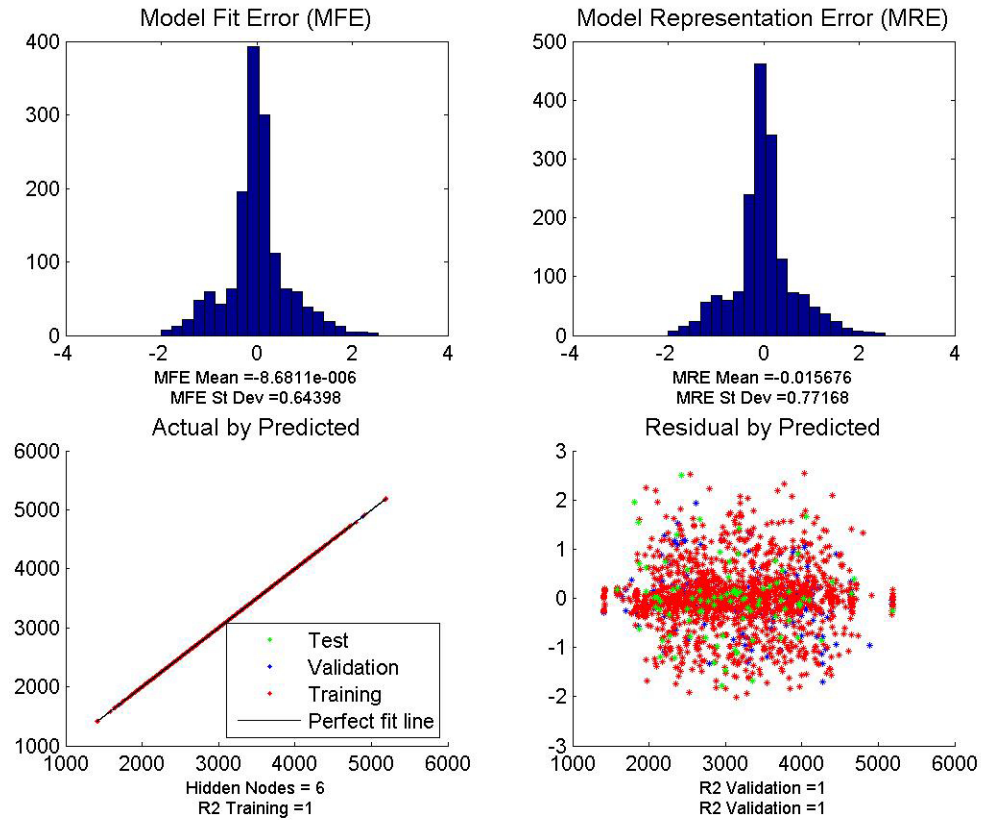 Model Fit Error (MFE)
400
300
200
100
0
-4
-2
0
2
4
MFE Mean =-8.6811e-006
MFE St Dev =0.64398
Model Representation Error (MRE)
500
400
300
200
100
0
-4
-2
0
2
4
MRE Mean =-0.015676
MRE St Dev =0.77168
Actual by Predicted
6000
5000
4000
3000
2000
1000
Test
Validation
Training
Perfect fit line
1000
2000
3000
4000
5000
6000
Hidden Nodes = 6
R2 Training =1
Residual by Predicted
3
2
1
0
-1
-2
-3
1000
2000
3000
4000
5000
6000
R2 Validation =1
R2 Validation =1